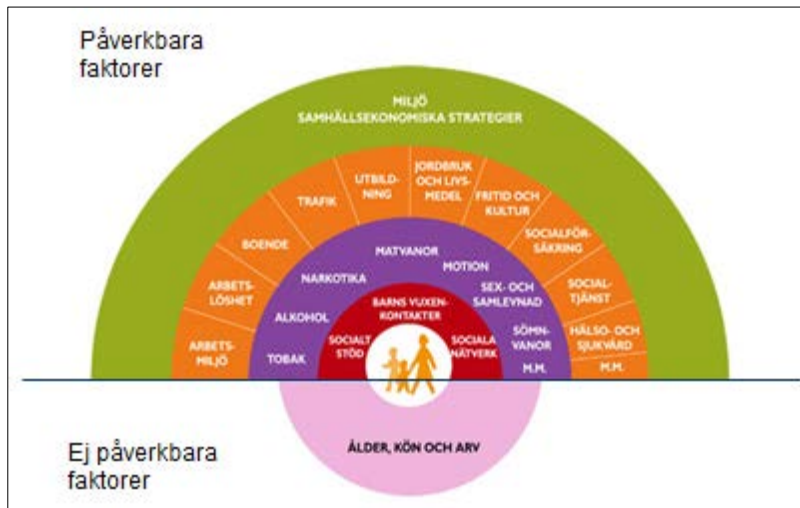 Påverkbara
faktorer
MILJÖ
SAMHÄLLSEKONOMISKA STRATEGIER
ARBETS-
MILJÖ
ARBETS-
LÖSHET
BOENDE
TRAFIK
UTBILD-
NING
JORDBRUK
OCH LIVS-
MEDEL
FRITID OCH
KULTUR
SOCIALFÖR-
SÄKRING
SOCIAL-
TJÄNST
HÄLSO- OCH
SJUKVÅRD
M.M.
TOBAK
ALKOHOL
NARKOTIKA
MATVANOR
MOTION
SEX- OCH
SAMLEVNAD
SÖMN-
VANOR
M.M.
SOCIALT
STÖD
BARNS VUXEN-
KONTAKTER
SOCIALA
NÄTVERK
Ej påverkbara
faktorer
ÅLDER, KÖN OCH ARV